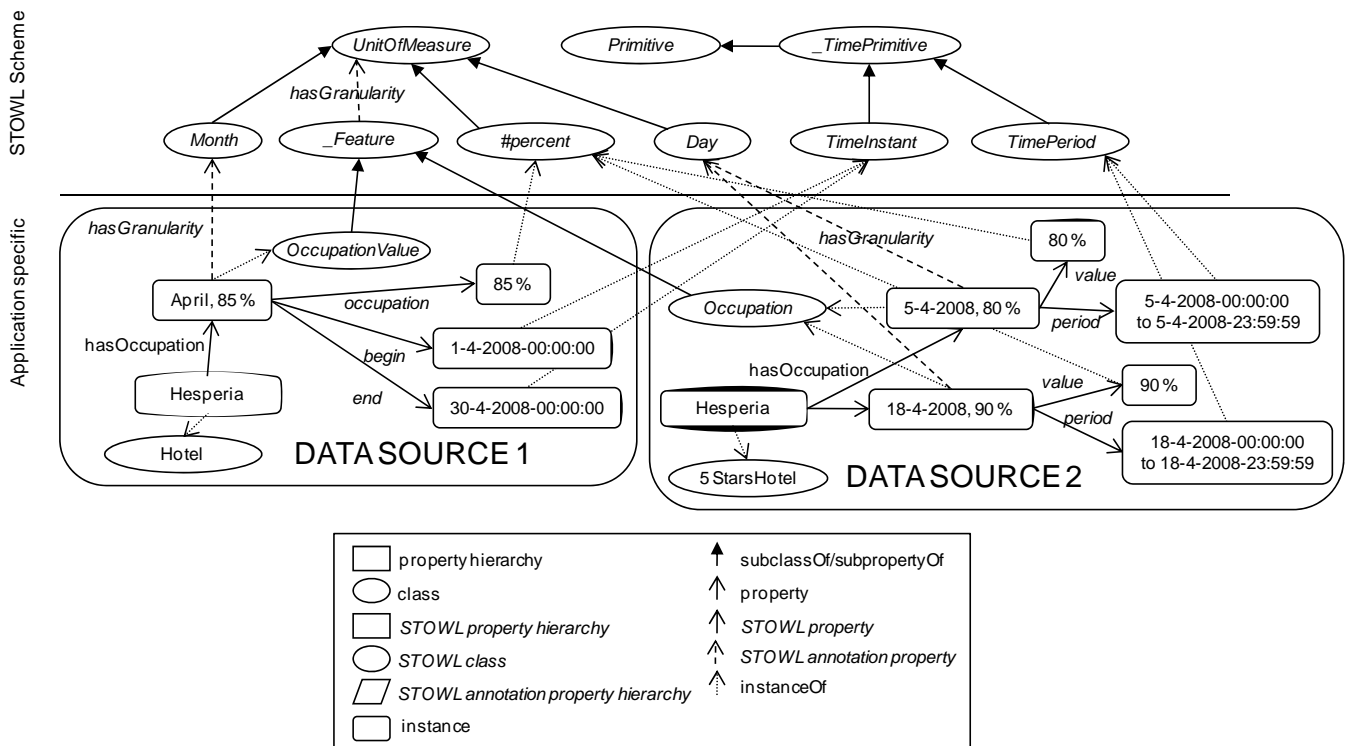 STOWL Scheme
UnitOfMeasure
Primitive
_TimePrimitive
hasGranularity
Month
_Feature
#percent
Day
TimeInstant
TimePeriod
Application specific
hasGranularity
OccupationValue
April, 85 %
85 %
occupation
hasOccupation
begin
1-4-2008-00:00:00
end
30-4-2008-00:00:00
Hesperia
Hotel
DATA SOURCE 1
hasGranularity
80 %
value
Occupation
5-4-2008, 80 %
period
5-4-2008-00:00:00
to 5-4-2008-23:59:59
hasOccupation
value
90 %
Hesperia
18-4-2008, 90 %
period
18-4-2008-00:00:00
to 18-4-2008-23:59:59
5StarsHotel
DATA SOURCE 2
property hierarchy
class
STOWL property hierarchy
STOWL class
STOWL annotation property hierarchy
instance
subclassOf/subpropertyOf
property
STOWL property
STOWL annotation property
instanceOf